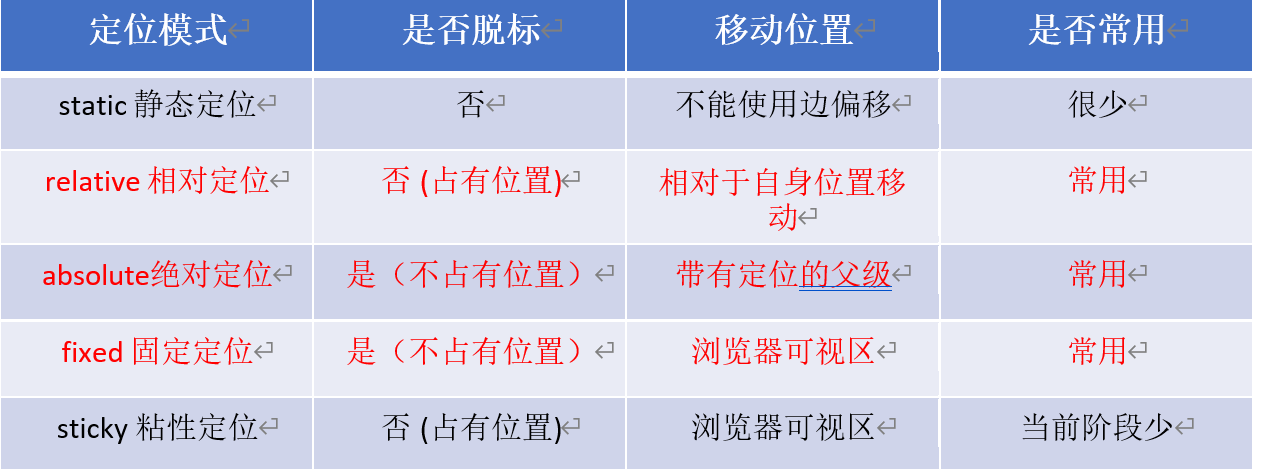 定位模式 是否脱标 移动位置 是否常用
static 静态定位 否 不能使用边偏移 很少
relative 相对定位 否 (占有位置) 相对于自身位置移 常用
动
absolute绝对定位 是（不占有位置） 带有定位的父级 常用
fixed 固定定位 是（不占有位置） 浏览器可视区 常用
sticky 粘性定位 否 (占有位置) 浏览器可视区 当前阶段少